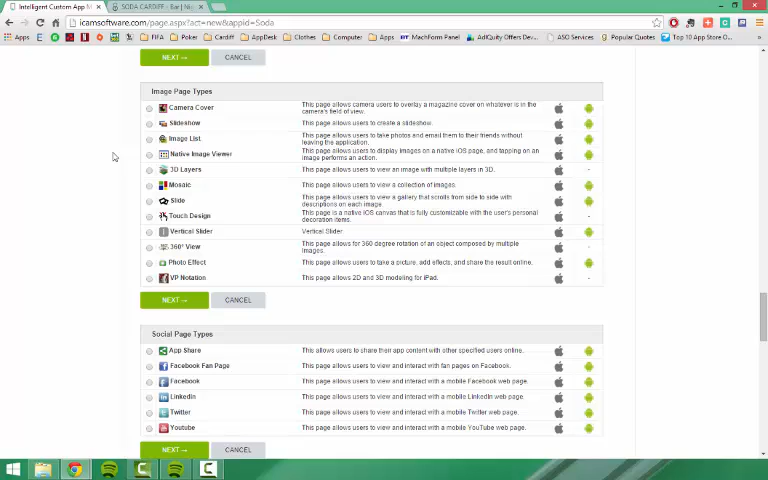 Intelligent Custom App M
SODA CARDIFF - Bar | Nig
icamsoftware.com/page.aspx?act=new&appid=Soda
Apps
FIFA
Poker
Cardiff
AppDesk
Clothes
Computer
Apps
MachForm Panel
AdIQuity Offers Dev...
ASO Services
Popular Quotes
Top 10 App Store O...
NEXT→
CANCEL
Image Page Types
Camera Cover
This page allows camera users to overlay a magazine cover on whatever is in the
camera's field of view.
Slideshow
This page allows users to create a slideshow.
Image List
This page allows users to take photos and email them to their friends without
leaving the application.
Native Image Viewer
This page allows users to display images on a native iOS page, and tapping on an
image performs an action.
3D Layers
This page allows users to view an image with multiple layers in 3D.
-
Mosaic
This page allows users to view a collection of images.
Slide
This page allows users to view a gallery that scrolls from side to side with
descriptions on each image
Touch Design
This page is a native iOS canvas that is fully customizable with the user's personal
decoration items.
-
Vertical Slider
Vertical Slider
360° View
This page allows for 360 degree rotation of an object composed by multiple
images.
-
Photo Effect
This page allows users to take a picture, add effects, and share the result online.
VP Notation
This page allows 2D and 3D modeling for iPad.
-
NEXT→
CANCEL
Social Page Types
App Share
This allows users to share their app content with other specified users online.
Facebook Fan Page
This page allows users to view and interact with fan pages on Facebook.
Facebook
This page allows users to view and interact with a mobile Facebook web page.
LinkedIn
This page allows users to view and interact with a mobile LinkedIn web page
Twitter
This page allows users to view and interact with a mobile Twitter web page.
Youtube
This page allows users to view and interact with a mobile YouTube web page.
NEXT→
CANCEL